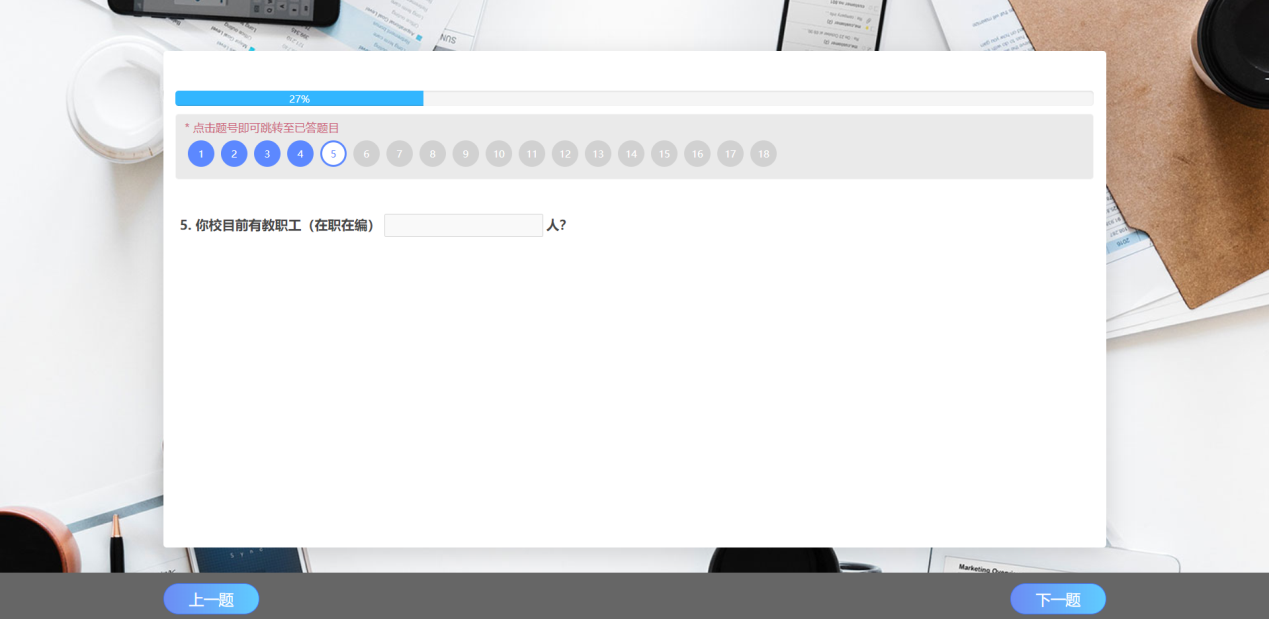 27%
* 点击题号即可跳转至已答题目
1 2 3 4 5 6 7 8 9 10 11 12 13 14 15 16 17 18
5. 你校目前有教职工（在职在编） 人?
Marketing
上一题 下一题